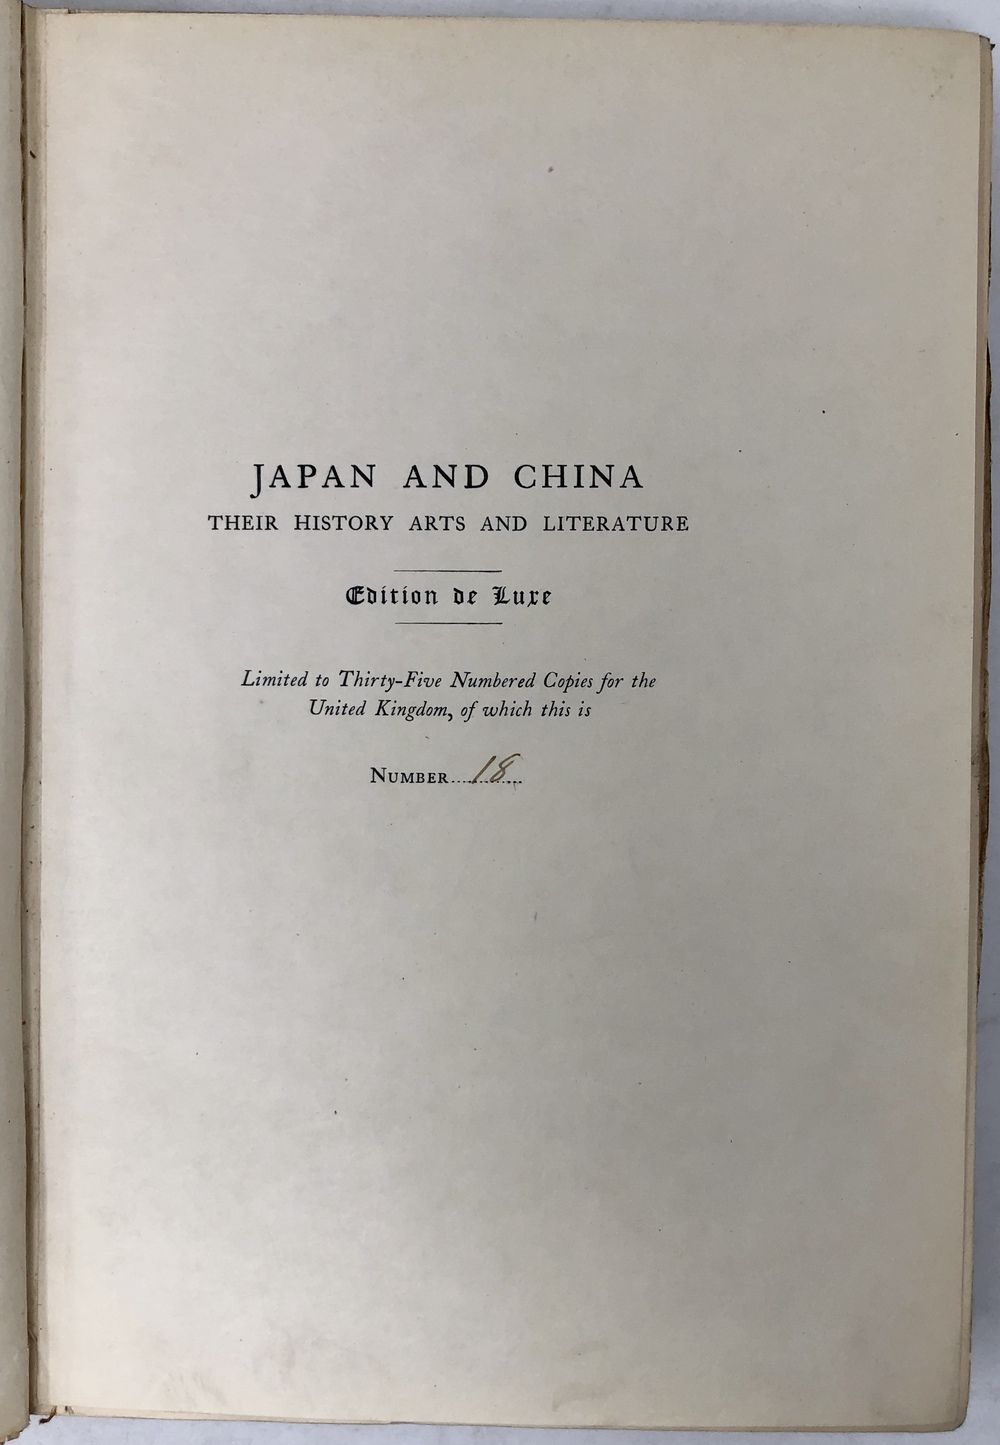 JAPAN AND CHINA
THEIR HISTORY ARTS AND LITERATURE
Edition de Luxe
Limited to Thirty-Five Numbered Copies for the
United Kingdom, of which this is
NUMBER....18....